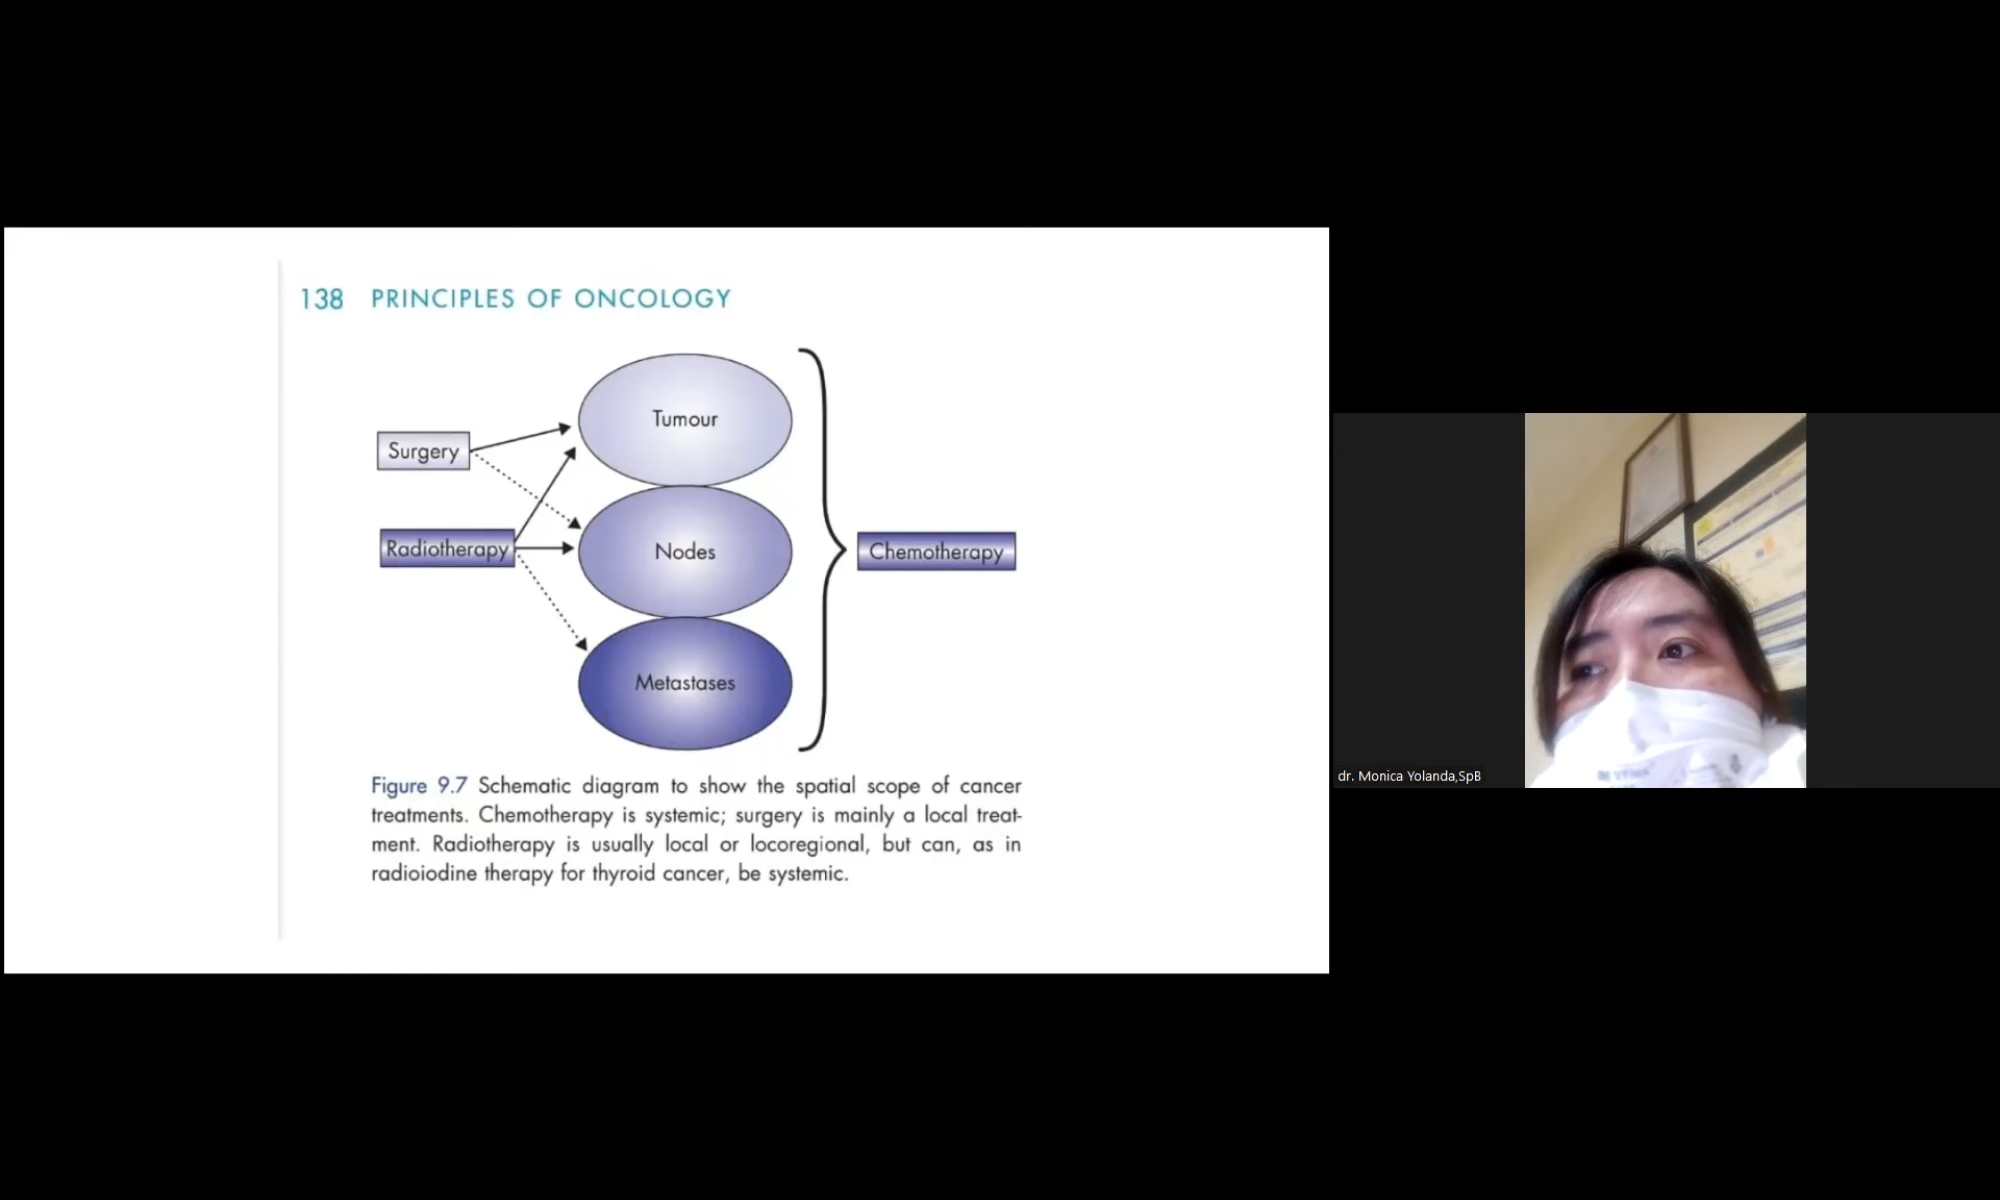 138 PRINCIPLES OF ONCOLOGY
Tumour
Surgery
Radiotherapy
Nodes
Chemotherapy
Metastases
Figure 9.7 Schematic diagram to show the spatial scope of cancer
treatments. Chemotherapy is systemic; surgery is mainly a local treat-
ment. Radiotherapy is usually local or locoregional, but can, as in
radioiodine therapy for thyroid cancer, be systemic.
dr. Monica Yolanda,SpB